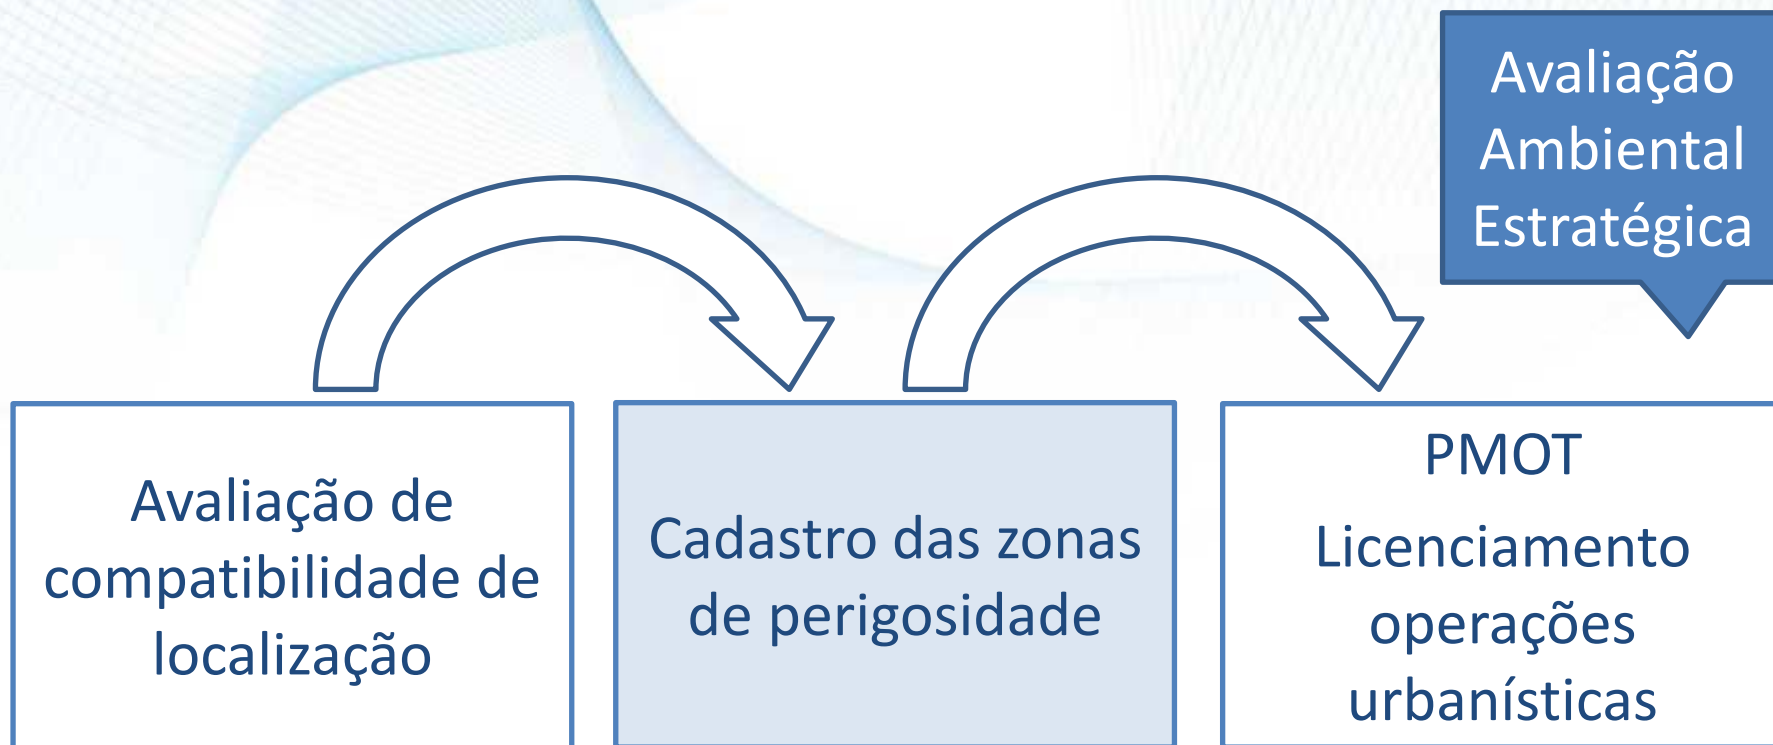 Avaliação
Ambiental
Estratégica
Avaliação de
compatibilidade de
localização
Cadastro das zonas
de perigosidade
PMOT
Licenciamento
operações
urbanísticas